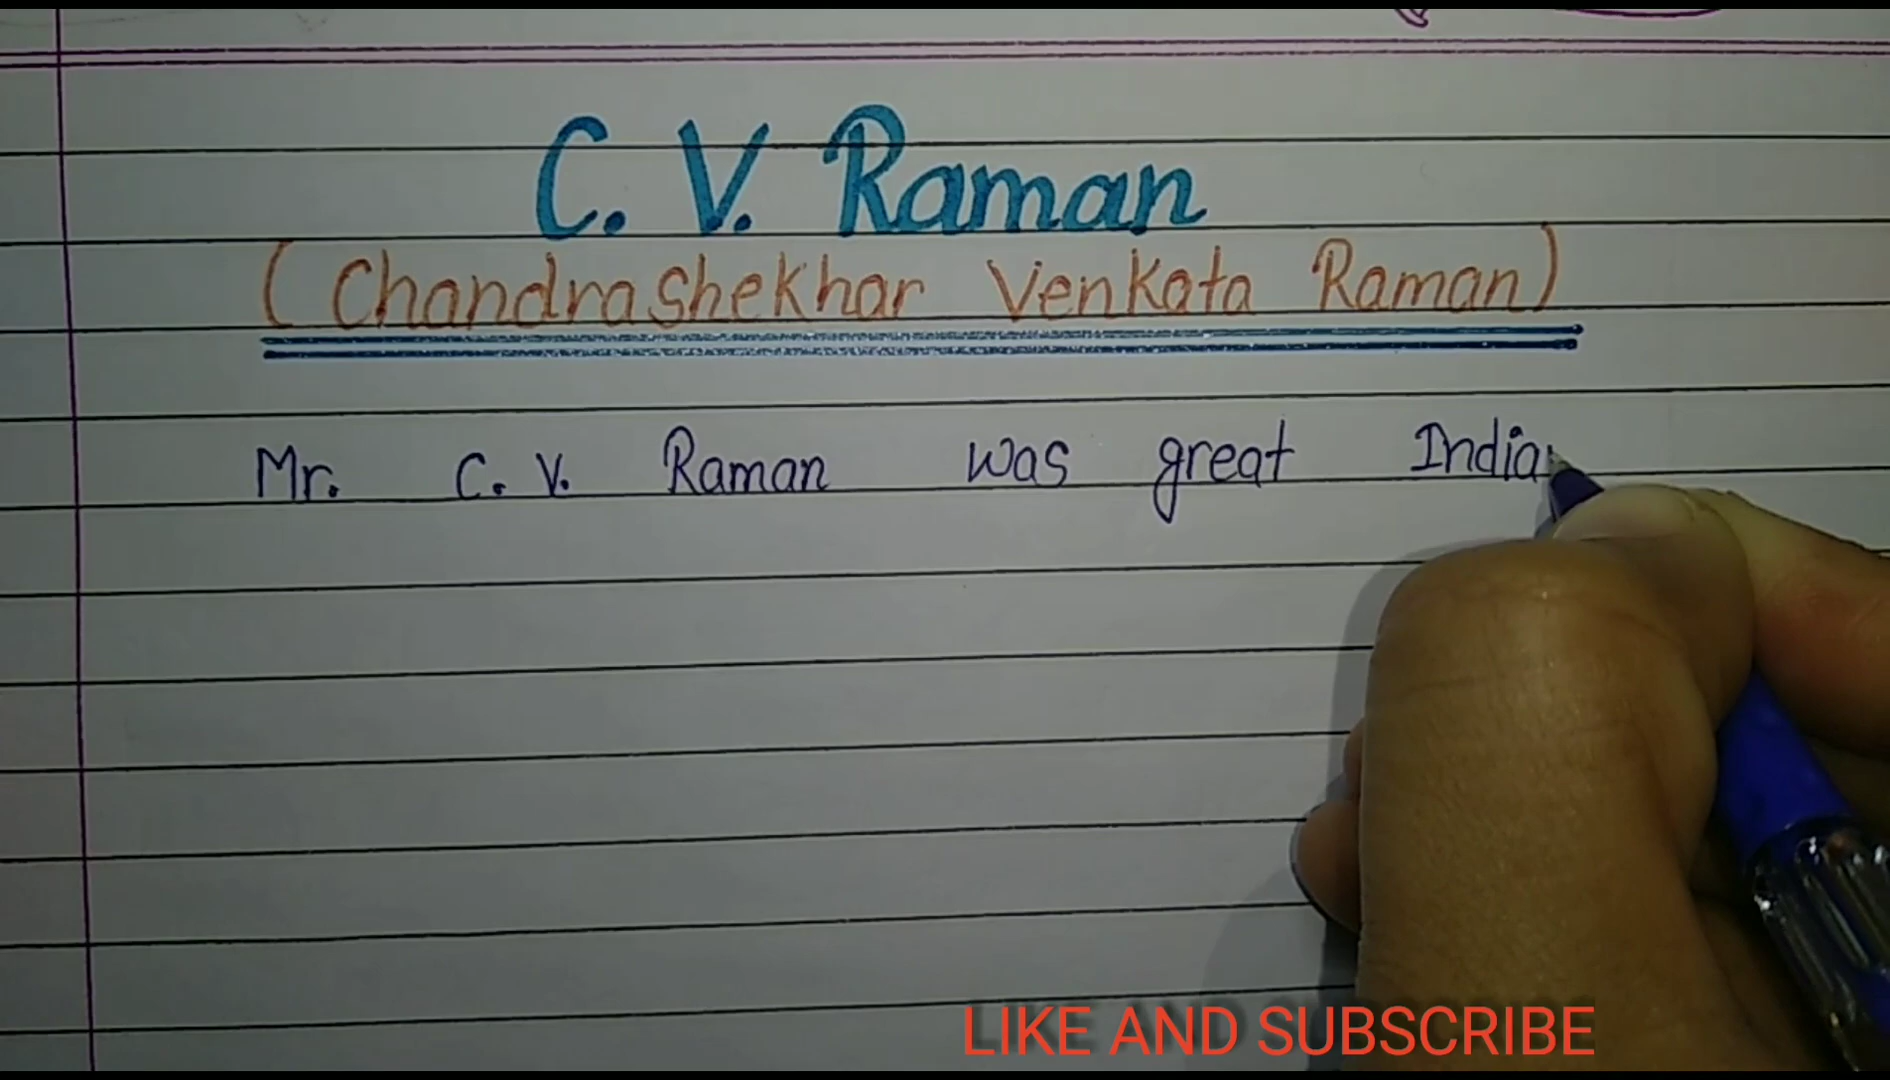 C. V. Raman
(Chandrashekhar Venkata Raman)
Mr. C. V. Raman was great India
LIKE AND SUBSCRIBE